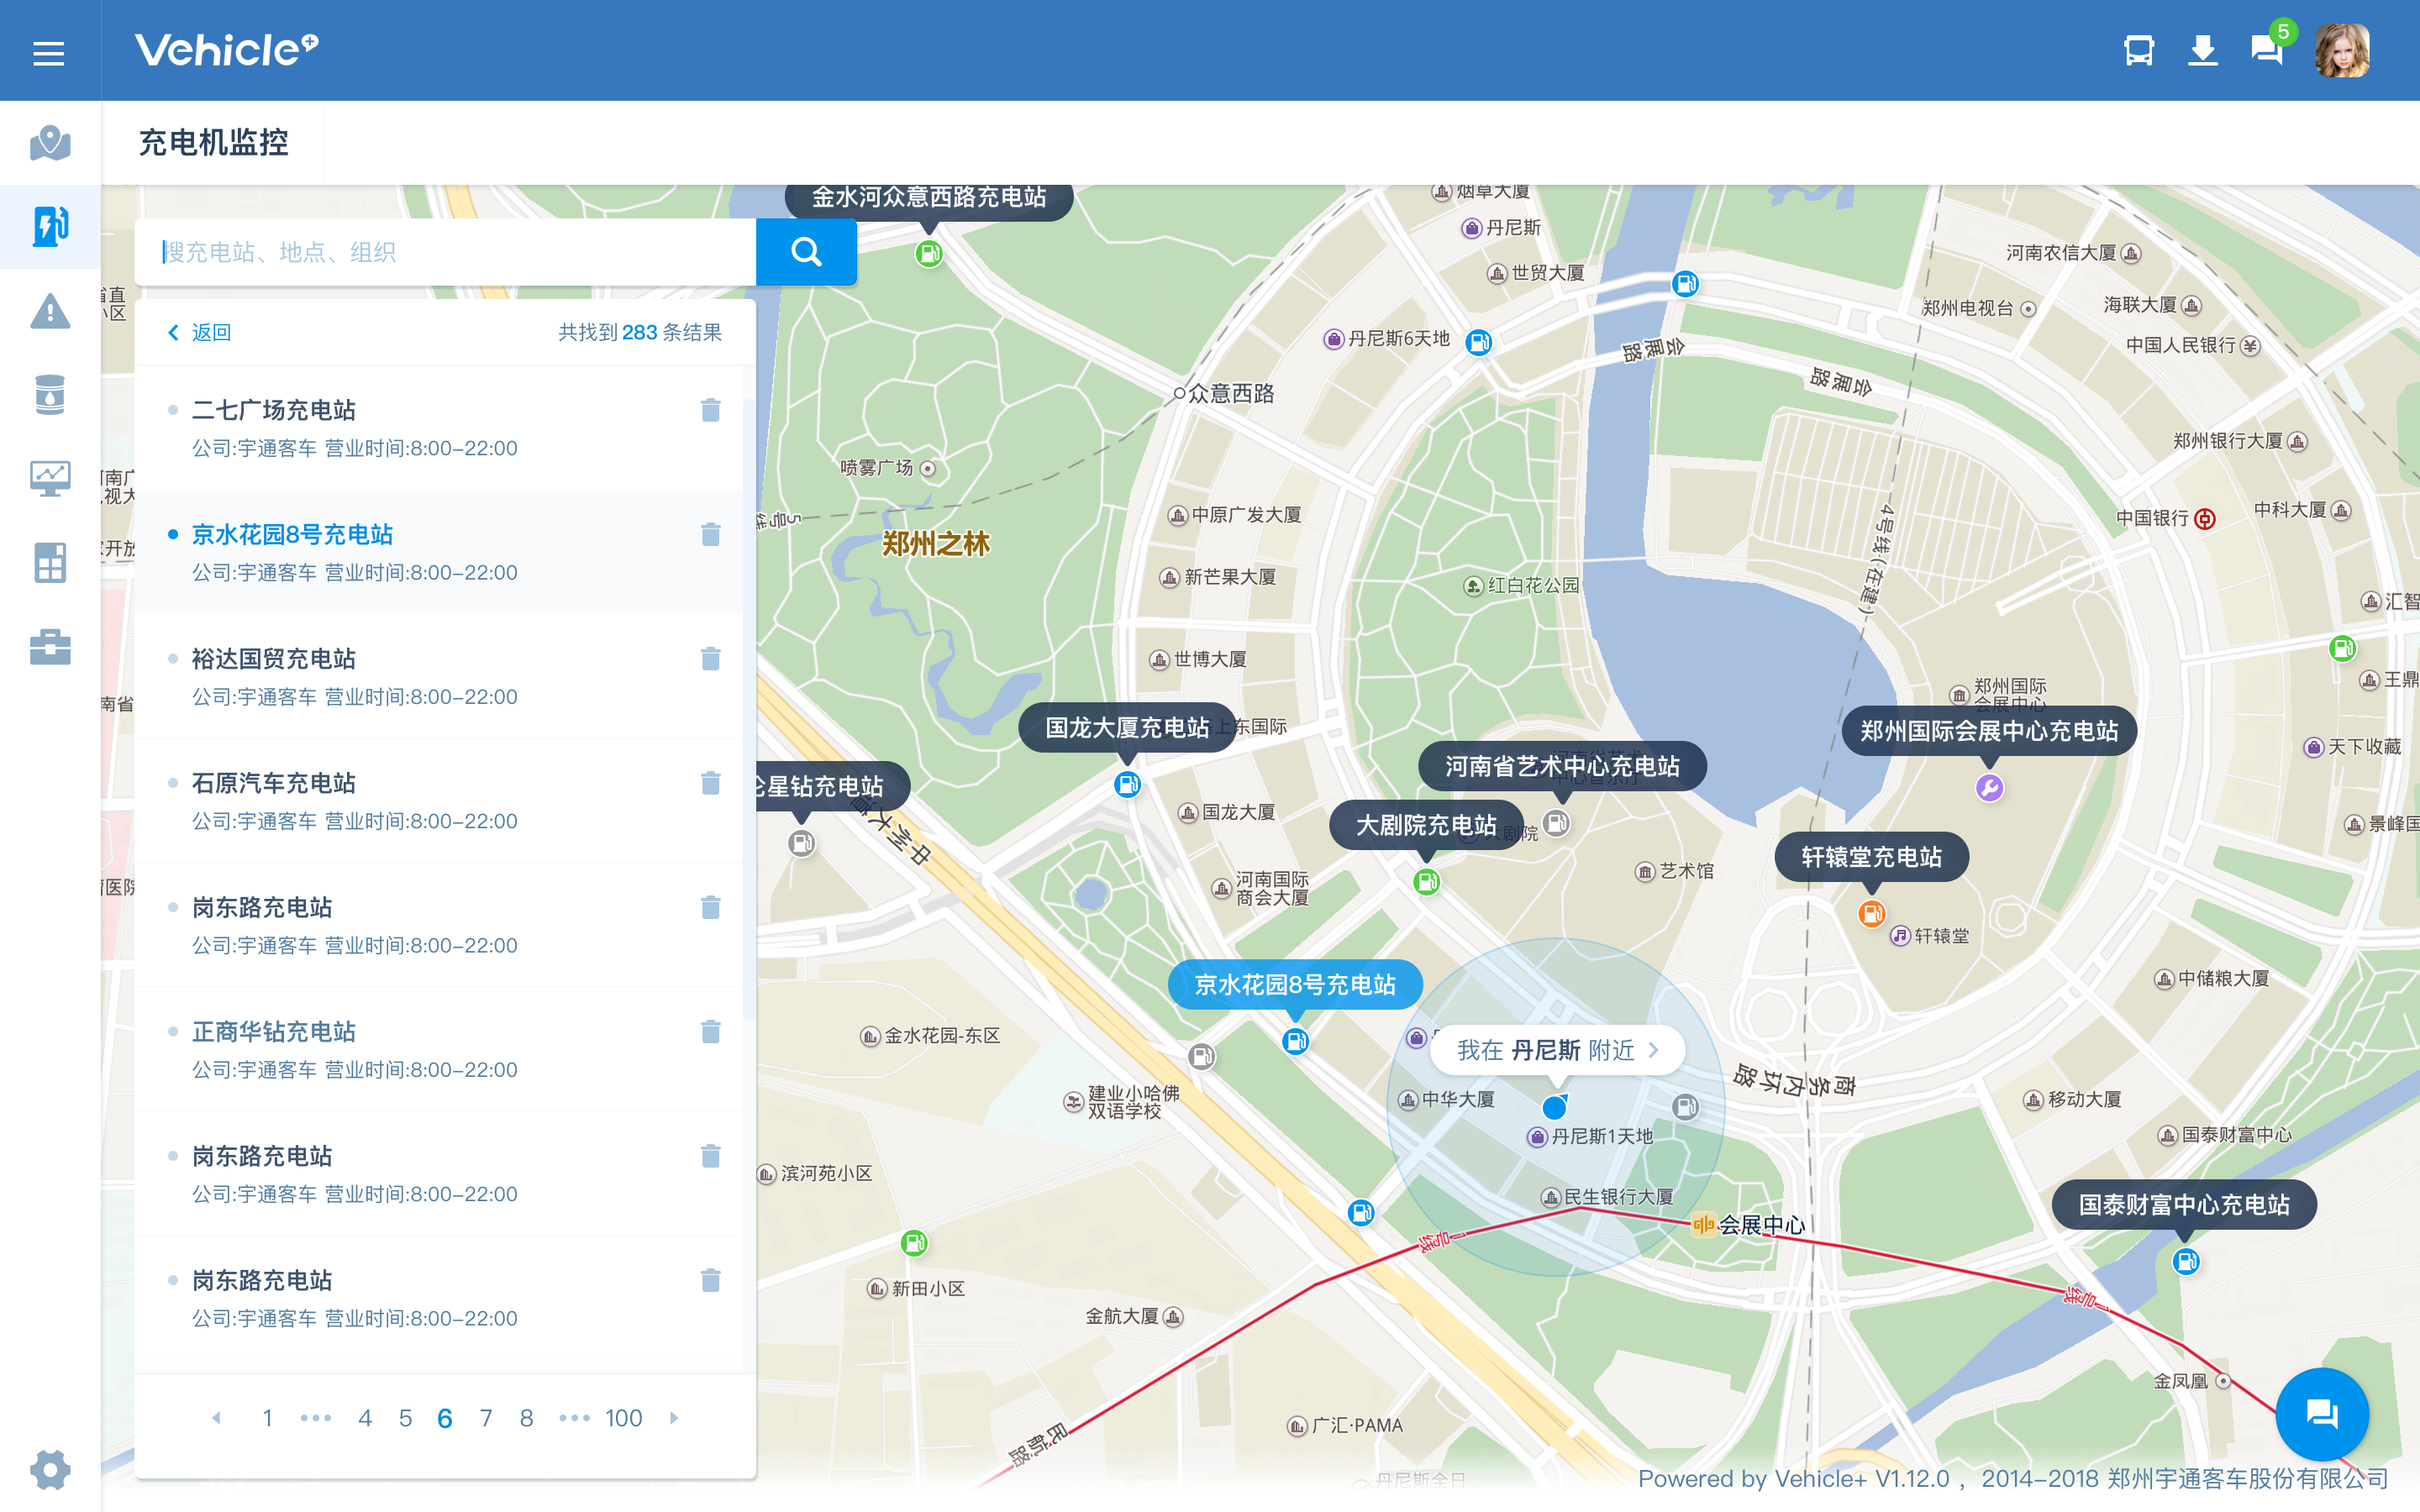 Vehicle+
5
充电机监控
搜充电站、地点、组织
返回
共找到 283 条结果
二七广场充电站
公司:宇通客车 营业时间:8:00-22:00
京水花园8号充电站
公司:宇通客车 营业时间:8:00-22:00
裕达国贸充电站
公司:宇通客车 营业时间:8:00-22:00
石原汽车充电站
公司:宇通客车 营业时间:8:00-22:00
岗东路充电站
公司:宇通客车 营业时间:8:00-22:00
正商华钻充电站
公司:宇通客车 营业时间:8:00-22:00
岗东路充电站
公司:宇通客车 营业时间:8:00-22:00
岗东路充电站
公司:宇通客车 营业时间:8:00-22:00
1 ••• 4 5 6 7 8 ••• 100
金水河众意西路充电站
烟草大厦
丹尼斯
世贸大厦
丹尼斯6天地
会展路
会展路
众意西路
喷雾广场
5号线
郑州之林
中原广发大厦
新芒果大厦
世博大厦
红白花公园
4号线(在建)
河南农信大厦
郑州电视台
海联大厦
中国人民银行
郑州银行大厦
中国银行
中科大厦
汇智
王鼎
天下收藏
景峰国
郑州国际
会展中心
郑州国际会展中心充电站
国龙大厦充电站
上东国际
星钻充电站
国龙大厦
河南省艺术中心充电站
大剧院充电站
大剧院
艺术馆
轩辕堂充电站
轩辕堂
河南国际
商会大厦
京水花园8号充电站
金水花园-东区
建业小哈佛
双语学校
滨河苑小区
新田小区
金航大厦
我在 丹尼斯 附近
中华大厦
丹尼斯1天地
民生银行大厦
会展中心
商务内环路
中储粮大厦
移动大厦
国泰财富中心
国泰财富中心充电站
1号线
1号线
民航路
广汇·PAMA
丹尼斯全日
金凤凰
省直
小区
南省
医院
Powered by Vehicle+ V1.12.0 ，2014-2018 郑州宇通客车股份有限公司